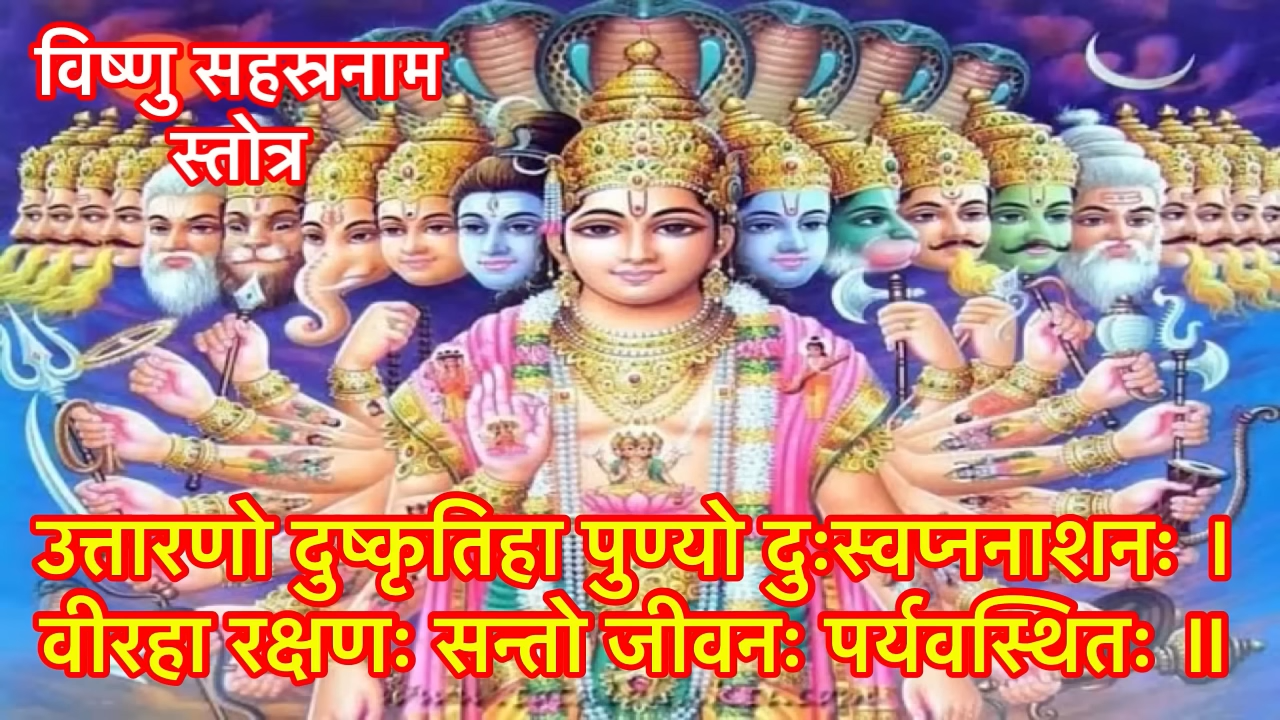 विष्णु सहस्रनाम
स्तोत्र
उत्तारणो दुष्कृतिहा पुण्यो दुःस्वप्ननाशनः ।
वीरहा रक्षणः सन्तो जीवनः पर्यवस्थितः ॥